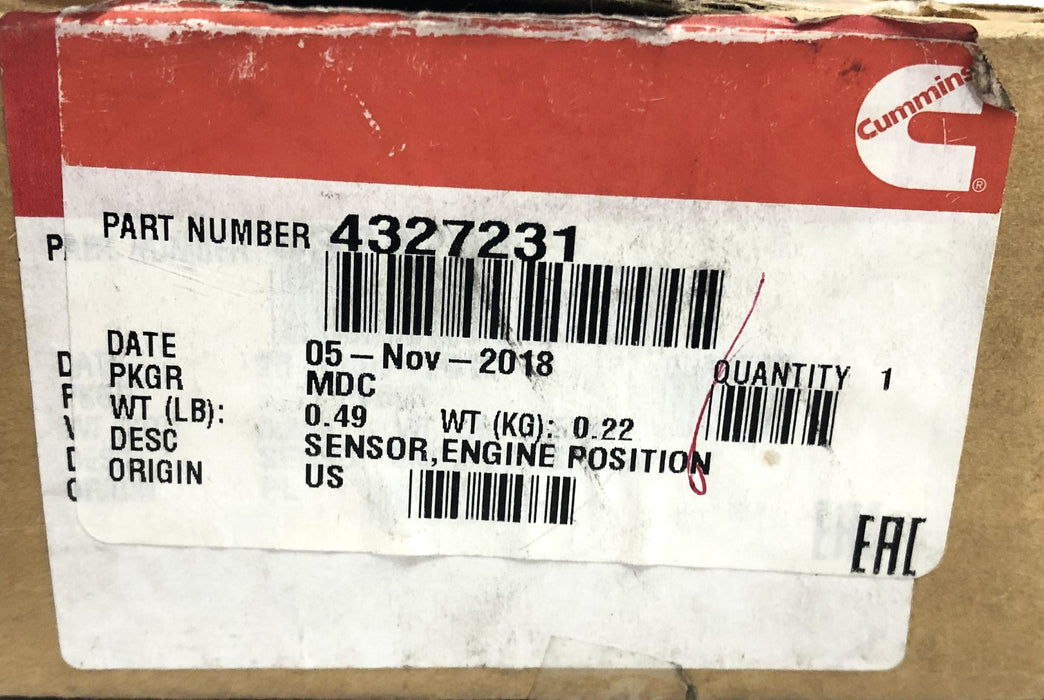 Cummins
®
PART NUMBER 4327231
DATE 05-Nov-2018
PKGR MDC
QUANTITY 1
WT (LB): 0.49 WT (KG): 0.22
DESC SENSOR,ENGINE POSITION
ORIGIN US
EAC